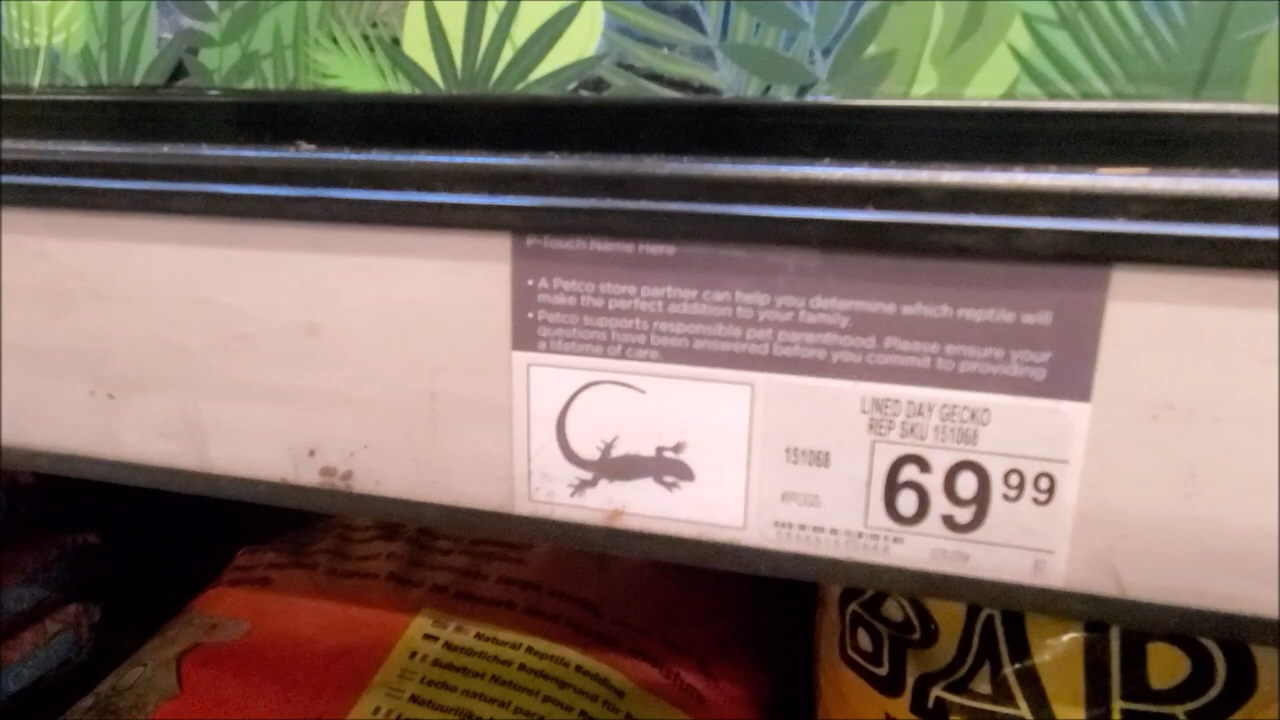 P-Touch Name Here
• A Petco store partner can help you determine which reptile will
make the perfect addition to your family.
• Petco supports responsible pet parenthood. Please ensure your
questions have been answered before you commit to providing
a lifetime of care.
LINED DAY GECKO
REP SKU 151068
151068
69 99
Natural Reptile Bedding
Natürlicher Bodengrund für
Substrat Naturel pour
Lecho natural para